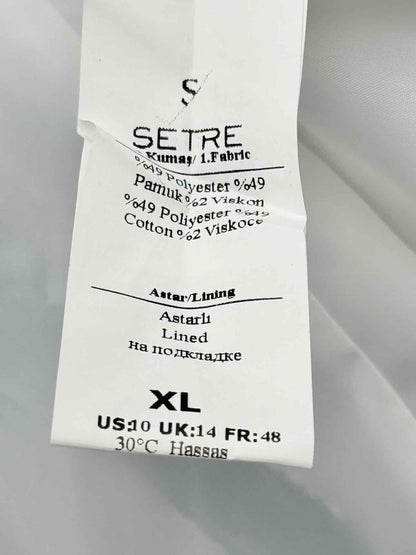 S
SETRE
Kumaş/ 1.Fabric
%49 Polyester %49
Pamuk %2 Viskon
%49 Poliyester %49
Cotton %2 Viskoce
Astar/Lining
Astarlı
Lined
на подкладке
XL
US:10 UK:14 FR:48
30°C Hassas